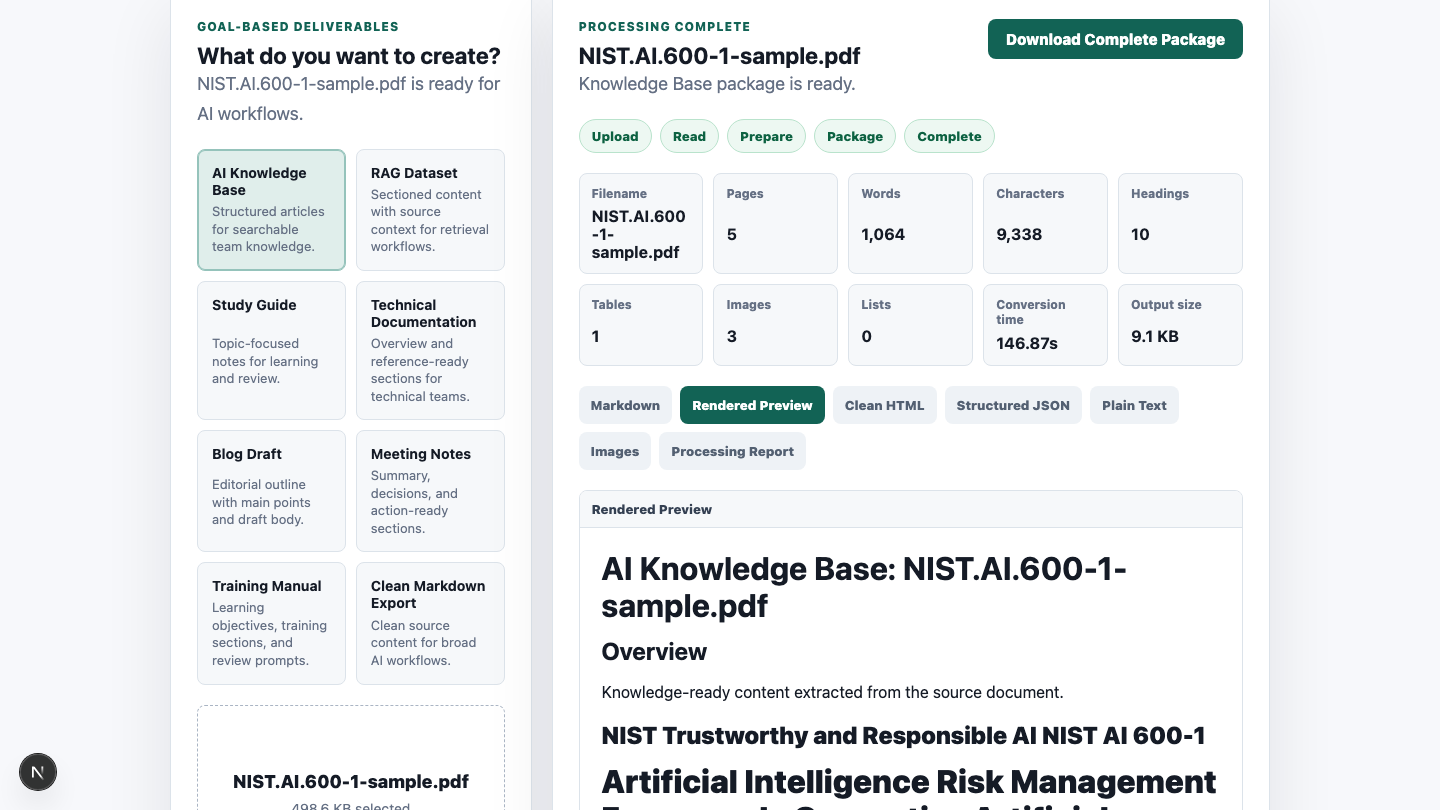 GOAL-BASED DELIVERABLES
What do you want to create?
NIST.AI.600-1-sample.pdf is ready for
AI workflows.
AI Knowledge
Base
Structured articles
for searchable
team knowledge.
RAG Dataset
Sectioned content
with source
context for retrieval
workflows.
Study Guide
Topic-focused
notes for learning
and review.
Technical
Documentation
Overview and
reference-ready
sections for
technical teams.
Blog Draft
Editorial outline
with main points
and draft body.
Meeting Notes
Summary,
decisions, and
action-ready
sections.
Training Manual
Learning
objectives, training
sections, and
review prompts.
Clean Markdown
Export
Clean source
content for broad
AI workflows.
NIST.AI.600-1-sample.pdf
498.6 KB selected
N
PROCESSING COMPLETE
NIST.AI.600-1-sample.pdf
Knowledge Base package is ready.
Download Complete Package
Upload
Read
Prepare
Package
Complete
Filename
NIST.AI.600
-1-
sample.pdf
Pages
5
Words
1,064
Characters
9,338
Headings
10
Tables
1
Images
3
Lists
0
Conversion
time
146.87s
Output size
9.1 KB
Markdown
Rendered Preview
Clean HTML
Structured JSON
Plain Text
Images
Processing Report
Rendered Preview
AI Knowledge Base: NIST.AI.600-1-
sample.pdf
Overview
Knowledge-ready content extracted from the source document.
NIST Trustworthy and Responsible AI NIST AI 600-1
Artificial Intelligence Risk Management